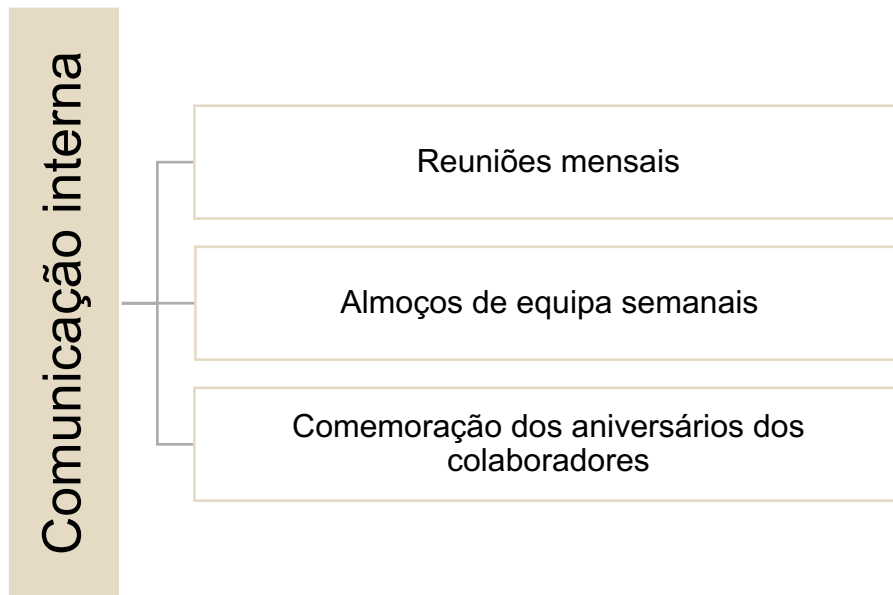 Comunicação interna
Reuniões mensais
Almoços de equipa semanais
Comemoração dos aniversários dos
colaboradores